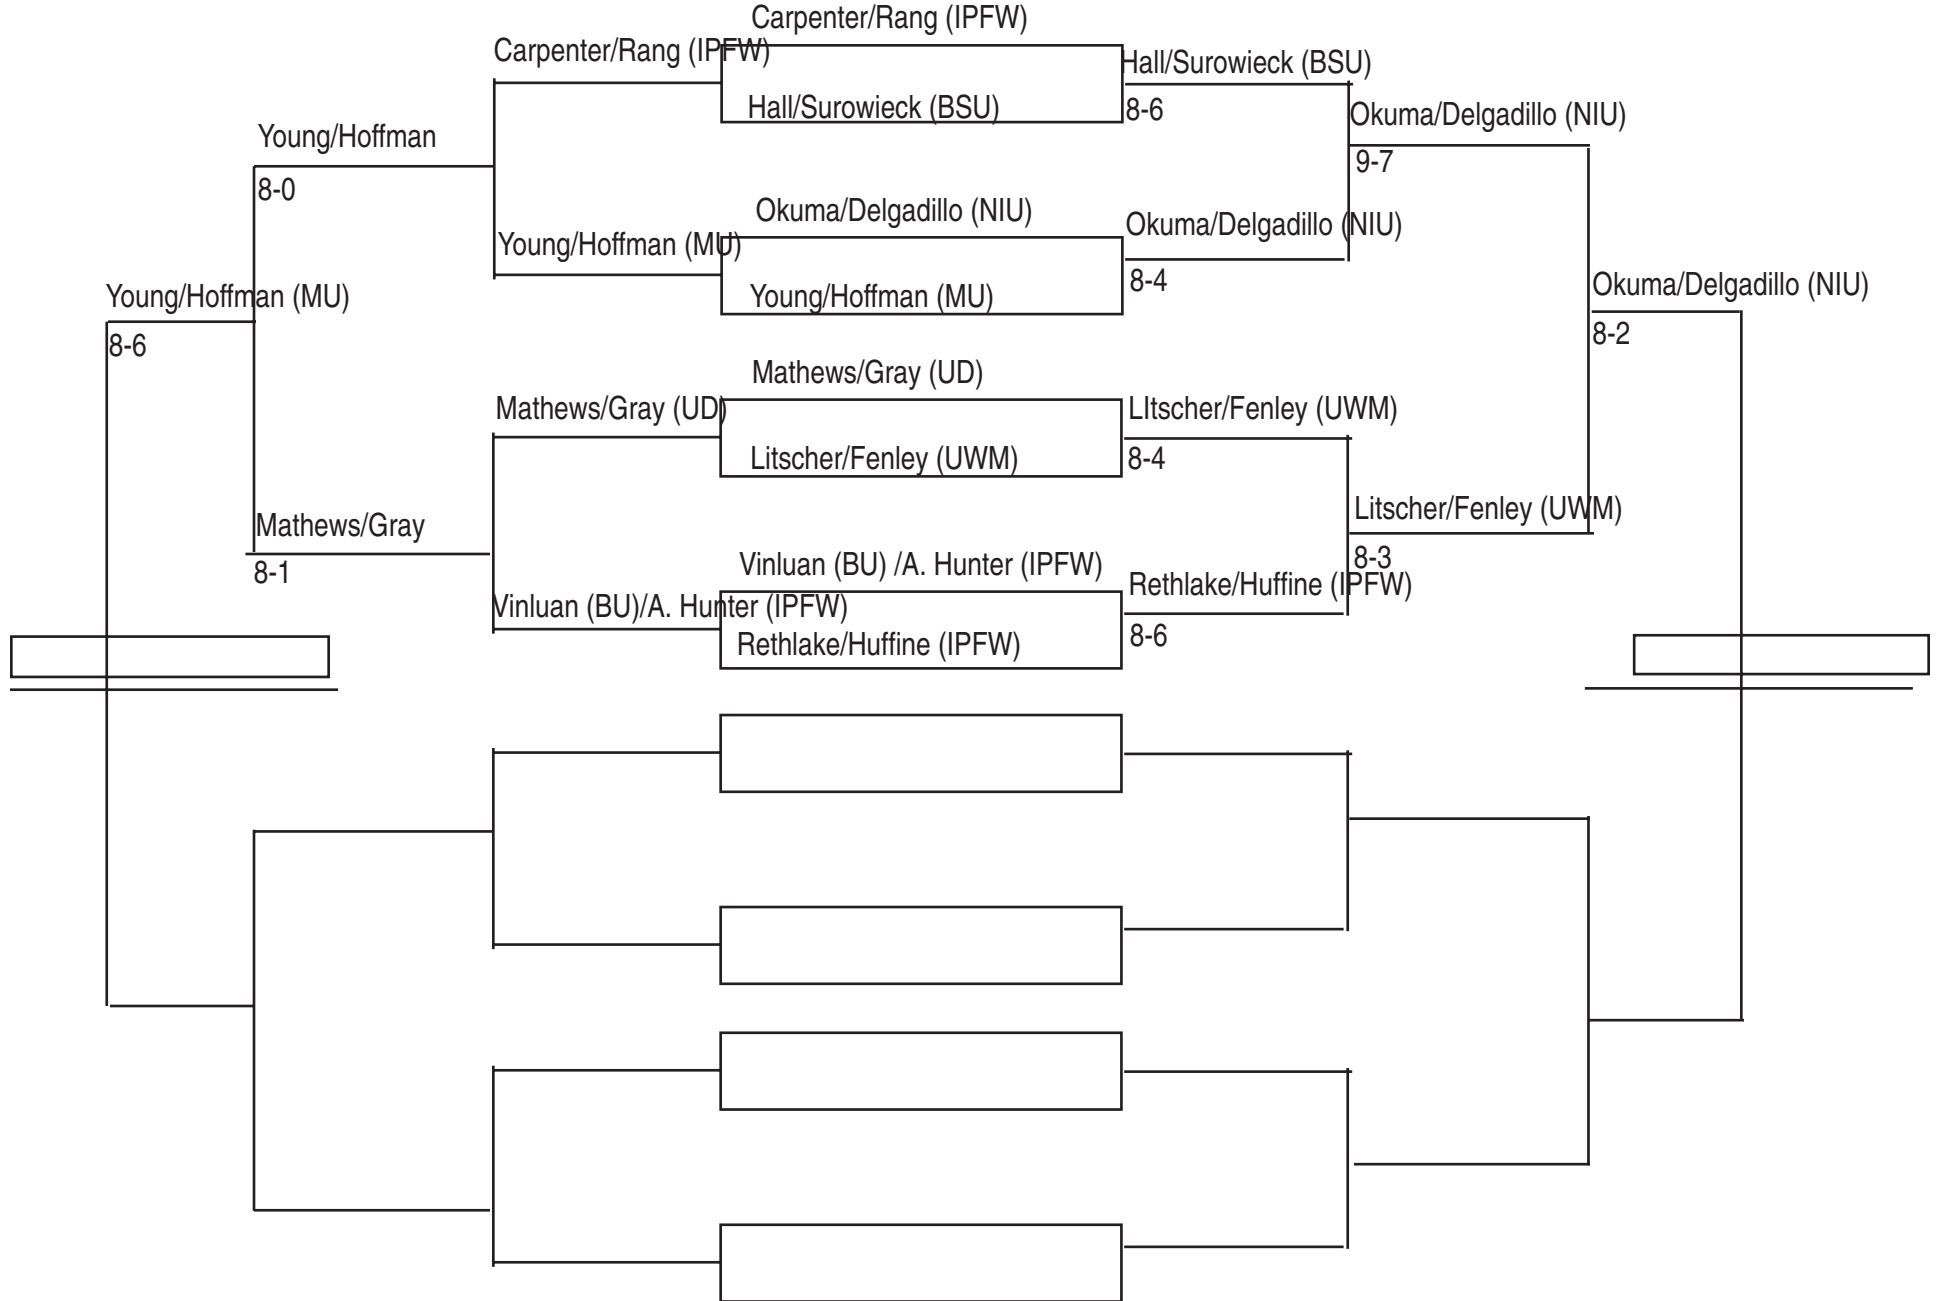 Carpenter/Rang (IPFW)
Carpenter/Rang (IPFW)
Hall/Surowieck (BSU)
Hall/Surowieck (BSU)
8-6
Okuma/Delgadillo (NIU)
9-7
Young/Hoffman
8-0
Okuma/Delgadillo (NIU)
Okuma/Delgadillo (NIU)
8-4
Young/Hoffman (MU)
Young/Hoffman (MU)
Young/Hoffman (MU)
8-6
Okuma/Delgadillo (NIU)
8-2
Mathews/Gray (UD)
Mathews/Gray (UD)
LItscher/Fenley (UWM)
8-4
Litscher/Fenley (UWM)
Litscher/Fenley (UWM)
8-3
Mathews/Gray
8-1
Vinluan (BU) /A. Hunter (IPFW)
Rethlake/Huffine (IPFW)
8-6
Vinluan (BU)/A. Hunter (IPFW)
Rethlake/Huffine (IPFW)